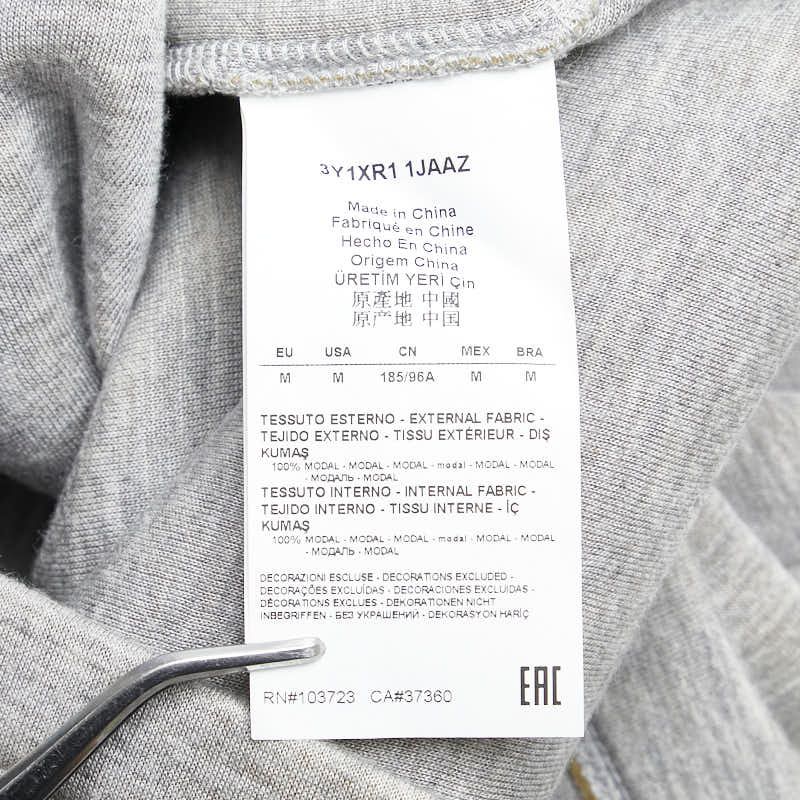 3Y1XR1 1JAAZ
Made in China
Fabriqué en Chine
Hecho En China
Origem China
ÜRETİM YERİ Çin
原產地 中國
原产地 中国
EU USA CN MEX BRA
M M 185/96A M M
TESSUTO ESTERNO - EXTERNAL FABRIC -
TEJIDO EXTERNO - TISSU EXTÉRIEUR - DIŞ
KUMAŞ
100% MODAL - MODAL - MODAL - modal - MODAL - MODAL
- МОДАЛЬ - MODAL
TESSUTO INTERNO - INTERNAL FABRIC -
TEJIDO INTERNO - TISSU INTERNE - İÇ
KUMAŞ
100% MODAL - MODAL - MODAL - modal - MODAL - MODAL
- МОДАЛЬ - MODAL
DECORAZIONI ESCLUSE - DECORATIONS EXCLUDED -
DECORAÇÕES EXCLUÍDAS - DECORACIONES EXCLUIDAS -
DÉCORATIONS EXCLUES - DEKORATIONEN NICHT
INBEGRIFFEN - БЕЗ УКРАШЕНИЙ - DEKORASYON HARİÇ
RN#103723 CA#37360
EAC